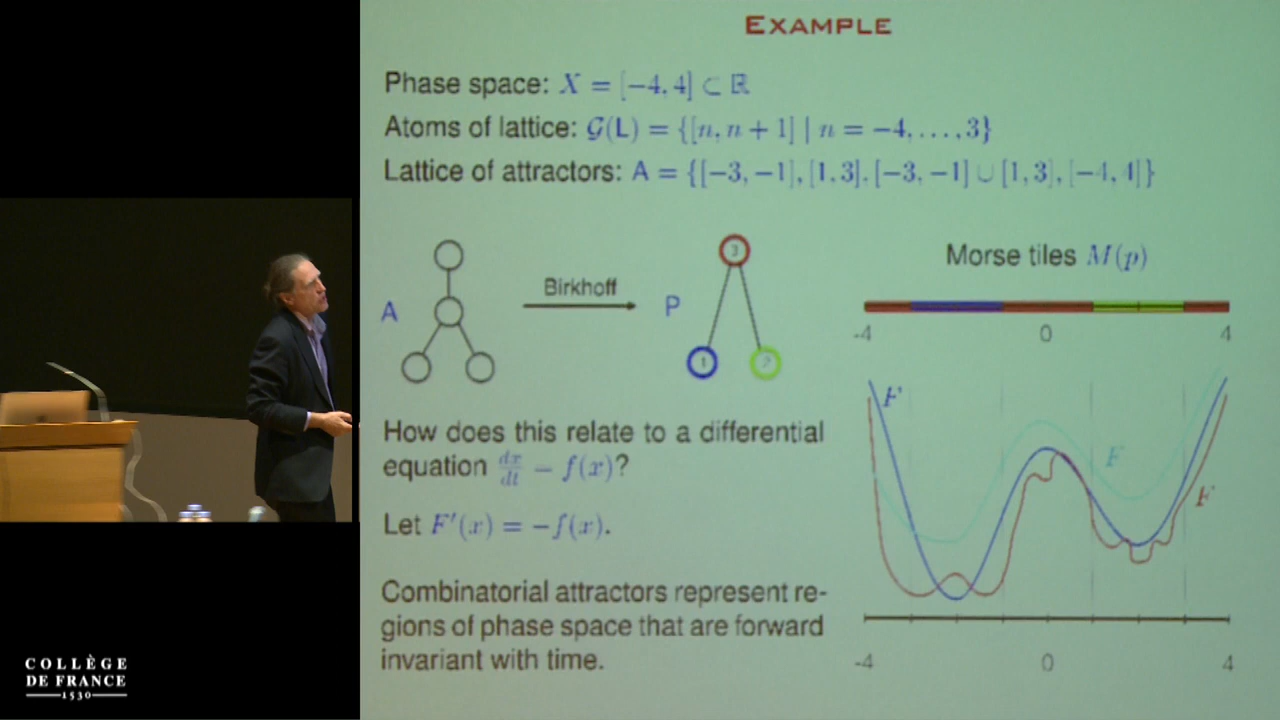 EXAMPLE
Phase space: X = [−4, 4] ⊂ ℝ
Atoms of lattice: G(L) = {[n, n + 1] | n = −4, . . . , 3}
Lattice of attractors: A = {[−3, −1], [1, 3], [−3, −1] ∪ [1, 3], [−4, 4]}
A
Birkhoff
P
3
1
2
Morse tiles M(p)
-4
0
4
How does this relate to a differential
equation dx/dt = f(x)?
Let F′(x) = −f(x).
Combinatorial attractors represent re-
gions of phase space that are forward
invariant with time.
F
F
F
-4
0
4
COLLÈGE
DE FRANCE
1530